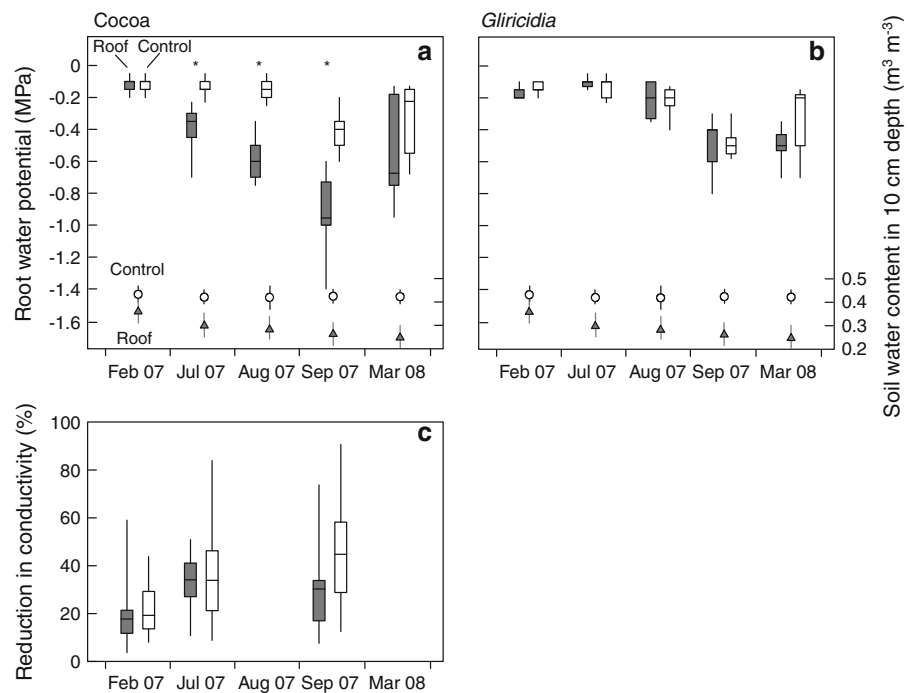 Cocoa
Gliricidia
Roof Control
a
b
* * *
0
-0.2
-0.4
-0.6
-0.8
-1.0
-1.2
-1.4
-1.6
Root water potential (MPa)
Control
Roof
0.5
0.4
0.3
0.2
Soil water content in 10 cm depth (m³ m⁻³)
Feb 07 Jul 07 Aug 07 Sep 07 Mar 08
Feb 07 Jul 07 Aug 07 Sep 07 Mar 08
c
100
80
60
40
20
0
Reduction in conductivity (%)
Feb 07 Jul 07 Sep 07 Mar 08